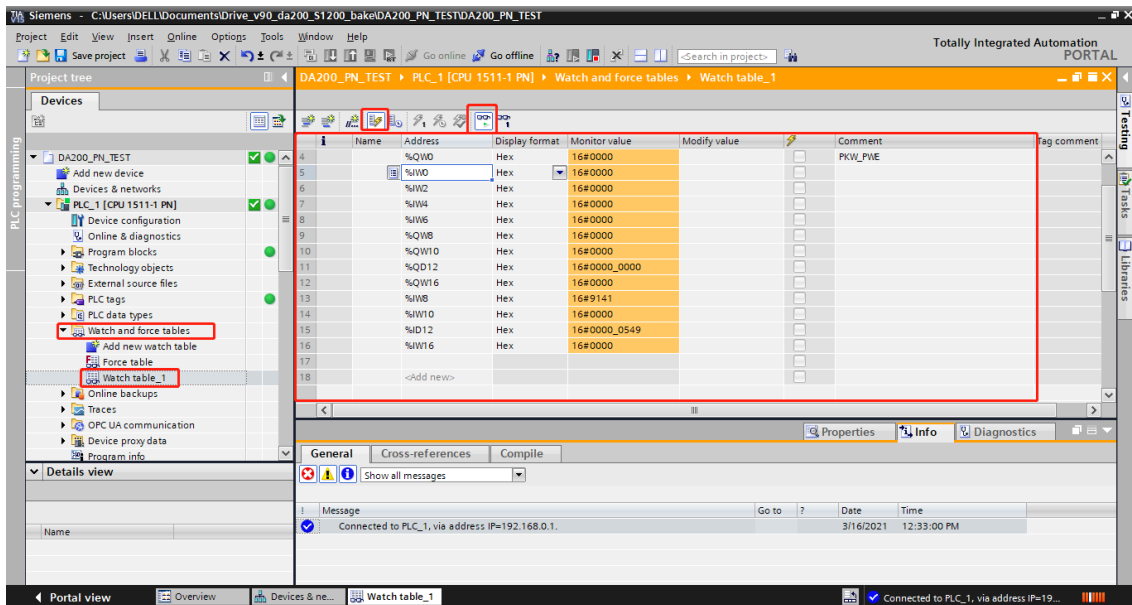 Siemens - C:\Users\DELL\Documents\Drive_v90_da200_S1200_bake\DA200_PN_TEST\DA200_PN_TEST
Project Edit View Insert Online Options Tools Window Help
Totally Integrated Automation
PORTAL
Save project Go online Go offline <Search in project>
Project tree
DA200_PN_TEST ▸ PLC_1 [CPU 1511-1 PN] ▸ Watch and force tables ▸ Watch table_1
Devices
PLC programming
DA200_PN_TEST
Add new device
Devices & networks
PLC_1 [CPU 1511-1 PN]
Device configuration
Online & diagnostics
Program blocks
Technology objects
External source files
PLC tags
PLC data types
Watch and force tables
Add new watch table
Force table
Watch table_1
Online backups
Traces
OPC UA communication
Device proxy data
Program info
Details view
Name
i Name Address Display format Monitor value Modify value Comment Tag comment
4 %QW0 Hex 16#0000 PKW_PWE
5 %IW0 Hex 16#0000
6 %IW2 Hex 16#0000
7 %IW4 Hex 16#0000
8 %IW6 Hex 16#0000
9 %QW8 Hex 16#0000
10 %QW10 Hex 16#0000
11 %QD12 Hex 16#0000_0000
12 %QW16 Hex 16#0000
13 %IW8 Hex 16#9141
14 %IW10 Hex 16#0000
15 %ID12 Hex 16#0000_0549
16 %IW16 Hex 16#0000
17
18 <Add new>
Properties Info Diagnostics
General Cross-references Compile
Show all messages
! Message Go to ? Date Time
Connected to PLC_1, via address IP=192.168.0.1. 3/16/2021 12:33:00 PM
Testing
Tasks
Libraries
Portal view Overview Devices & ne... Watch table_1 Connected to PLC_1, via address IP=19...